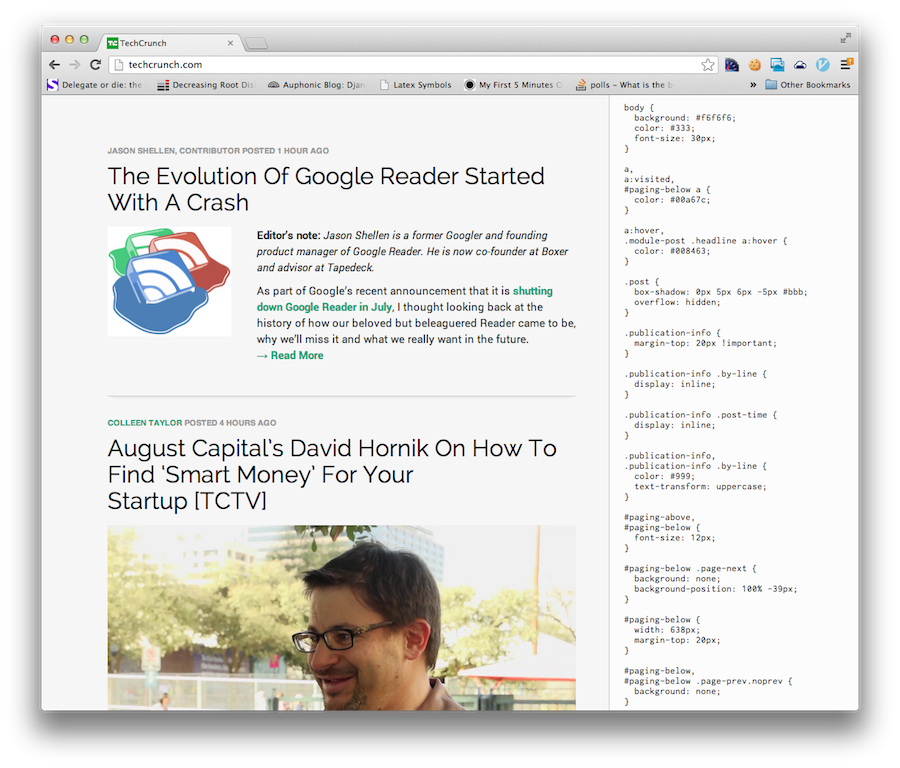 TechCrunch
techcrunch.com
Delegate or die: the
Decreasing Root Dis
Auphonic Blog: Djan
Latex Symbols
My First 5 Minutes O
polls – What is the b
»
Other Bookmarks
JASON SHELLEN, CONTRIBUTOR POSTED 1 HOUR AGO
The Evolution Of Google Reader Started
With A Crash
Editor's note: Jason Shellen is a former Googler and founding
product manager of Google Reader. He is now co-founder at Boxer
and advisor at Tapedeck.
As part of Google's recent announcement that it is shutting
down Google Reader in July, I thought looking back at the
history of how our beloved but beleaguered Reader came to be,
why we'll miss it and what we really want in the future.
→ Read More
COLLEEN TAYLOR POSTED 4 HOURS AGO
August Capital's David Hornik On How To
Find 'Smart Money' For Your
Startup [TCTV]
body {
  background: #f6f6f6;
  color: #333;
  font-size: 30px;
}
a,
a:visited,
#paging-below a {
  color: #00a67c;
}
a:hover,
.module-post .headline a:hover {
  color: #008463;
}
.post {
  box-shadow: 0px 5px 6px -5px #bbb;
  overflow: hidden;
}
.publication-info {
  margin-top: 20px !important;
}
.publication-info .by-line {
  display: inline;
}
.publication-info .post-time {
  display: inline;
}
.publication-info,
.publication-info .by-line {
  color: #999;
  text-transform: uppercase;
}
#paging-above,
#paging-below {
  font-size: 12px;
}
#paging-below .page-next {
  background: none;
  background-position: 100% -39px;
}
#paging-below {
  width: 638px;
  margin-top: 20px;
}
#paging-below,
#paging-below .page-prev.noprev {
  background: none;
}